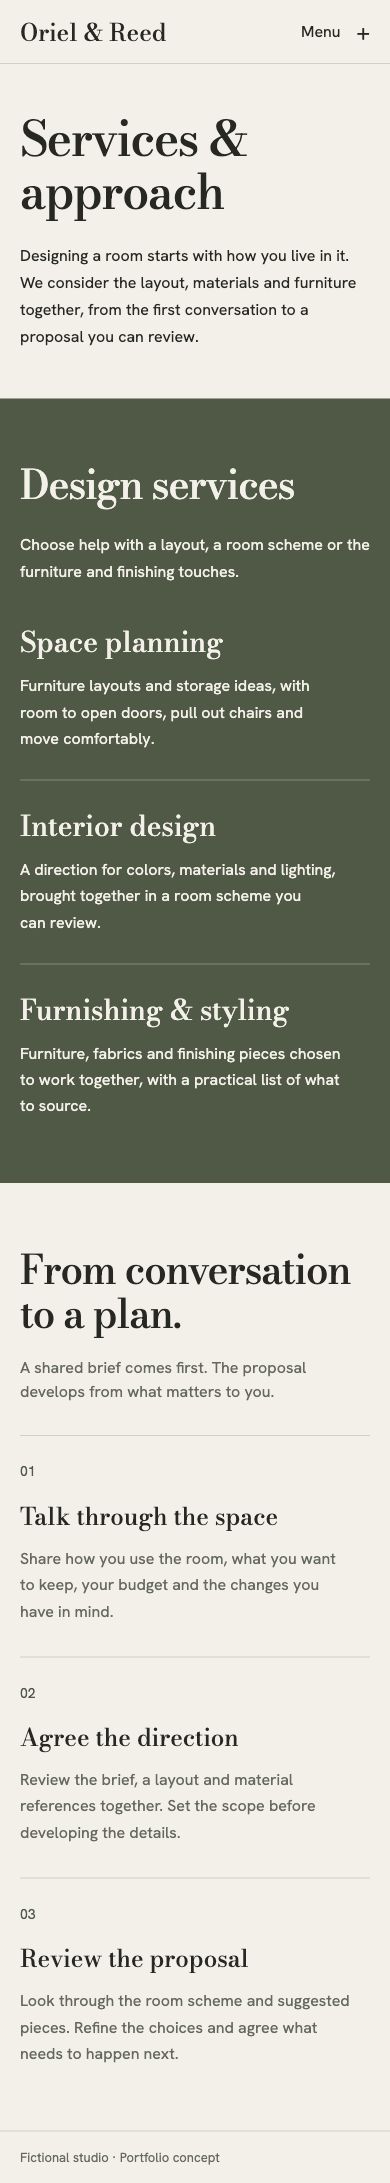 Oriel & Reed
Menu +
Services &
approach
Designing a room starts with how you live in it.
We consider the layout, materials and furniture
together, from the first conversation to a
proposal you can review.
Design services
Choose help with a layout, a room scheme or the
furniture and finishing touches.
Space planning
Furniture layouts and storage ideas, with
room to open doors, pull out chairs and
move comfortably.
Interior design
A direction for colors, materials and lighting,
brought together in a room scheme you
can review.
Furnishing & styling
Furniture, fabrics and finishing pieces chosen
to work together, with a practical list of what
to source.
From conversation
to a plan.
A shared brief comes first. The proposal
develops from what matters to you.
01
Talk through the space
Share how you use the room, what you want
to keep, your budget and the changes you
have in mind.
02
Agree the direction
Review the brief, a layout and material
references together. Set the scope before
developing the details.
03
Review the proposal
Look through the room scheme and suggested
pieces. Refine the choices and agree what
needs to happen next.
Fictional studio · Portfolio concept